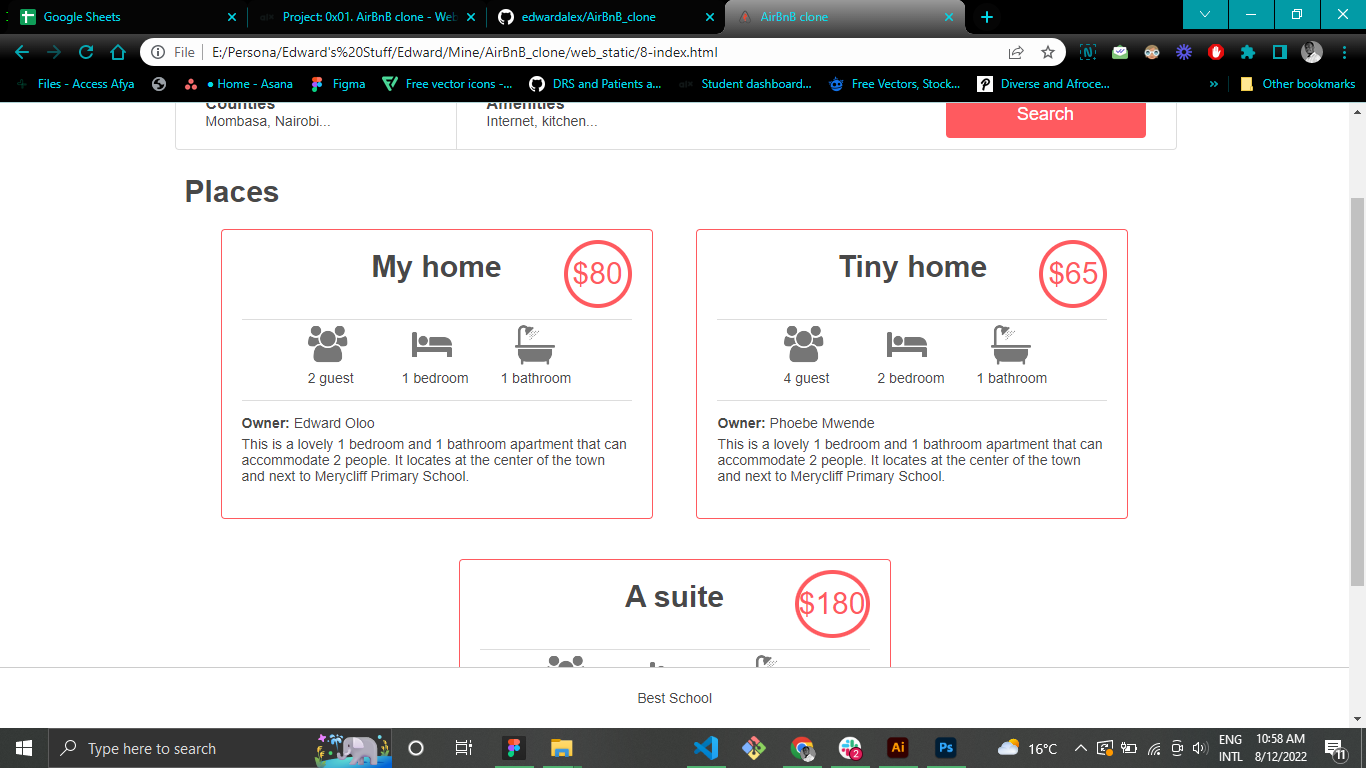 Google Sheets
Project: 0x01. AirBnB clone - Web
edwardalex/AirBnB_clone
AirBnB clone
File
E:/Persona/Edward's%20Stuff/Edward/Mine/AirBnB_clone/web_static/8-index.html
Files - Access Afya
● Home - Asana
Figma
Free vector icons -...
DRS and Patients a...
Student dashboard...
Free Vectors, Stock...
Diverse and Afroce...
»
Other bookmarks
Counties
Mombasa, Nairobi...
Amenities
Internet, kitchen...
Search
Places
My home
$80
2 guest
1 bedroom
1 bathroom
Owner: Edward Oloo
This is a lovely 1 bedroom and 1 bathroom apartment that can
accommodate 2 people. It locates at the center of the town
and next to Merycliff Primary School.
Tiny home
$65
4 guest
2 bedroom
1 bathroom
Owner: Phoebe Mwende
This is a lovely 1 bedroom and 1 bathroom apartment that can
accommodate 2 people. It locates at the center of the town
and next to Merycliff Primary School.
A suite
$180
Best School
Type here to search
2
Ai
Ps
16°C
ENG
INTL
10:58 AM
8/12/2022
11